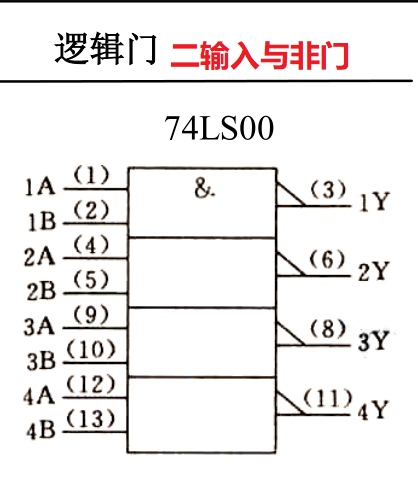 逻辑门 二输入与非门
74LS00
&
1A (1)
1B (2)
2A (4)
2B (5)
3A (9)
3B (10)
4A (12)
4B (13)
(3) 1Y
(6) 2Y
(8) 3Y
(11) 4Y